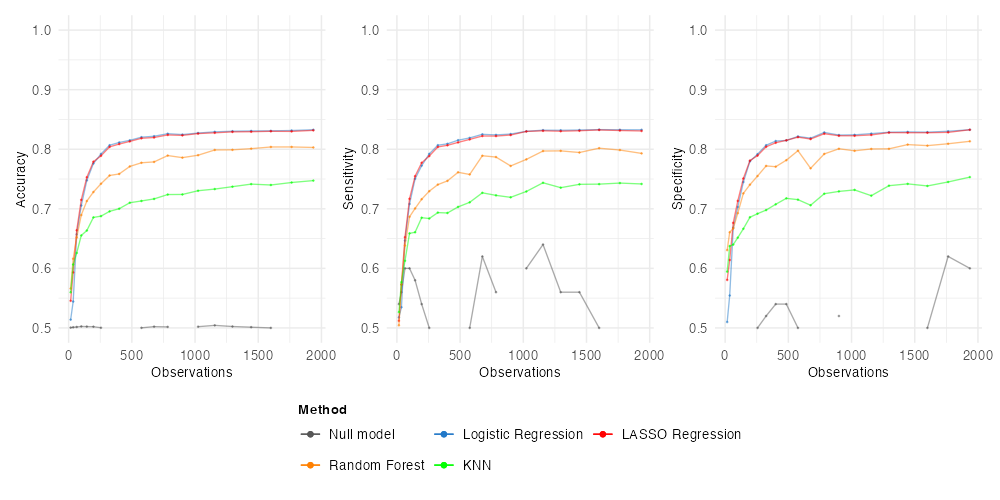 1.0 1.0 1.0
0.9 0.9 0.9
0.8 0.8 0.8
0.7 0.7 0.7
0.6 0.6 0.6
0.5 0.5 0.5
Accuracy Sensitivity Specificity
0 500 1000 1500 2000 0 500 1000 1500 2000 0 500 1000 1500 2000
Observations Observations Observations
Method
Null model Logistic Regression LASSO Regression
Random Forest KNN